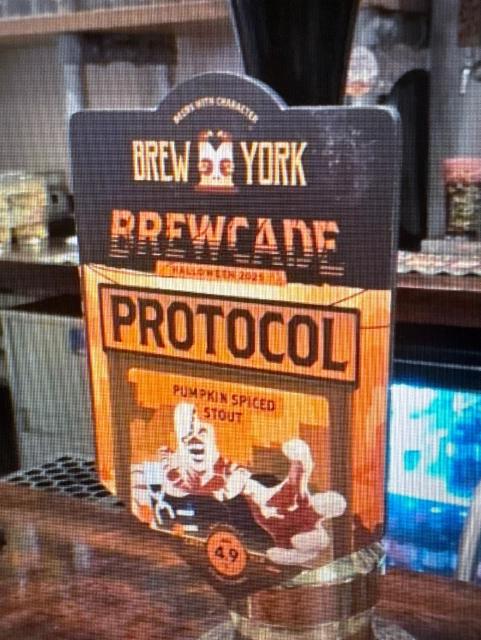 BEERS WITH CHARACTER
BREW YORK
BREWCADE
HALLOWEEN 2025
PROTOCOL
PUMPKIN SPICED
STOUT
4.9